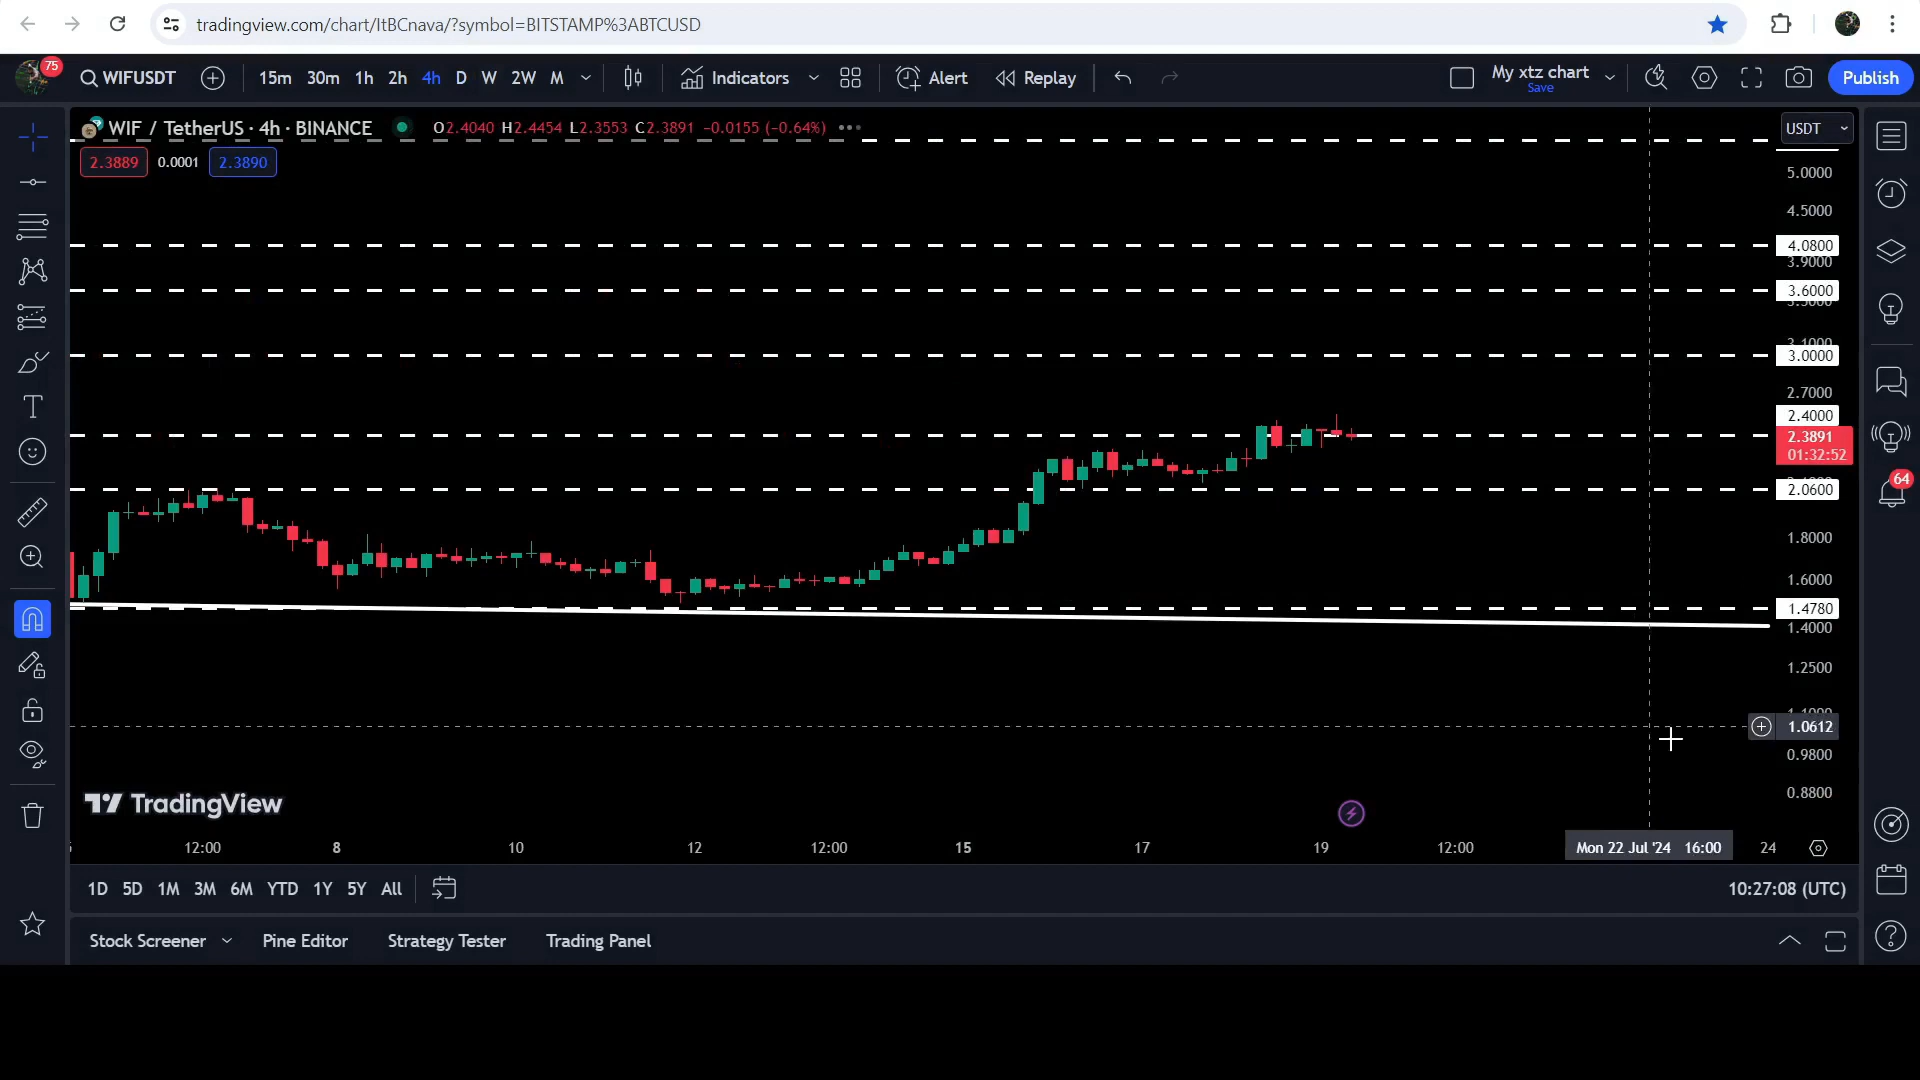 tradingview.com/chart/ItBCnava/?symbol=BITSTAMP%3ABTCUSD
75
WIFUSDT
15m 30m 1h 2h 4h D W 2W M
Indicators
Alert
Replay
My xtz chart
Save
Publish
WIF / TetherUS · 4h · BINANCE
O2.4040 H2.4454 L2.3553 C2.3891 −0.0155 (−0.64%)
USDT
2.3889 0.0001 2.3890
5.0000
4.5000
4.0800
3.9000
3.6000
3.0000
2.7000
2.4000
2.3891
01:32:52
64
2.0600
1.8000
1.6000
1.4780
1.4000
1.2500
1.0612
0.9800
0.8800
TradingView
12:00 8 10 12 12:00 15 17 19 12:00 Mon 22 Jul '24 16:00 24
1D 5D 1M 3M 6M YTD 1Y 5Y All
10:27:08 (UTC)
Stock Screener Pine Editor Strategy Tester Trading Panel